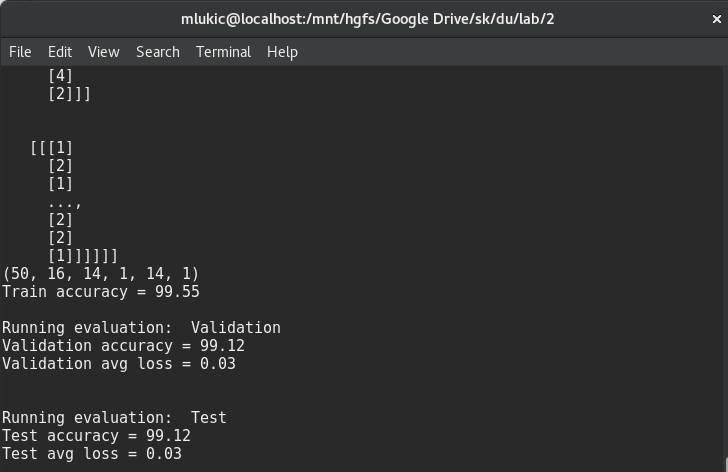 mlukic@localhost:/mnt/hgfs/Google Drive/sk/du/lab/2
×
File Edit View Search Terminal Help
[4]
[2]]]
[[[1]
[2]
[1]
...,
[2]
[2]
[1]]]]]]
(50, 16, 14, 1, 14, 1)
Train accuracy = 99.55
Running evaluation:  Validation
Validation accuracy = 99.12
Validation avg loss = 0.03
Running evaluation:  Test
Test accuracy = 99.12
Test avg loss = 0.03